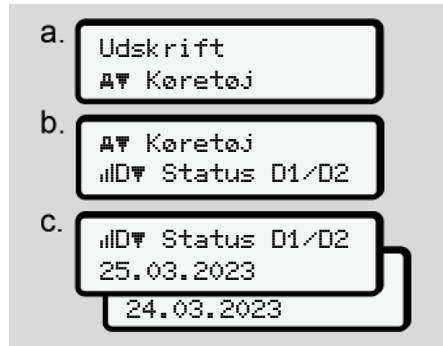 a.
Udskrift
Køretøj
b.
Køretøj
D Status D1/D2
c.
D Status D1/D2
25.03.2023
24.03.2023